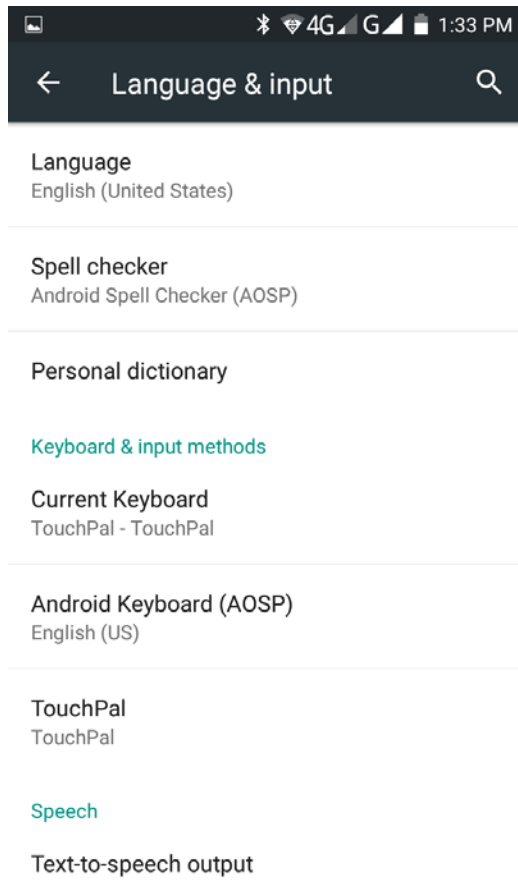 4G G 1:33 PM
Language & input
Language
English (United States)
Spell checker
Android Spell Checker (AOSP)
Personal dictionary
Keyboard & input methods
Current Keyboard
TouchPal - TouchPal
Android Keyboard (AOSP)
English (US)
TouchPal
TouchPal
Speech
Text-to-speech output